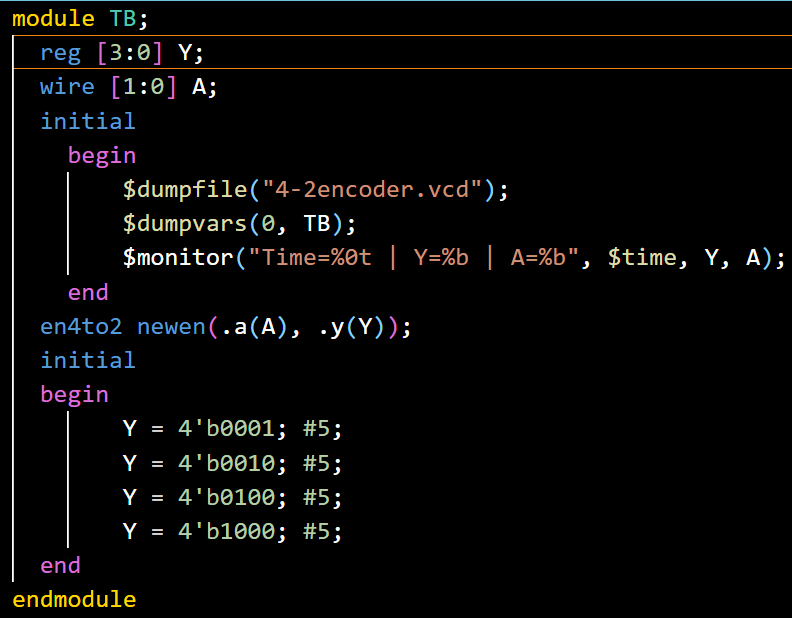 module TB;
  reg [3:0] Y;
  wire [1:0] A;
  initial
    begin
        $dumpfile("4-2encoder.vcd");
        $dumpvars(0, TB);
        $monitor("Time=%0t | Y=%b | A=%b", $time, Y, A);
    end
  en4to2 newen(.a(A), .y(Y));
  initial
  begin
        Y = 4'b0001; #5;
        Y = 4'b0010; #5;
        Y = 4'b0100; #5;
        Y = 4'b1000; #5;
  end
endmodule